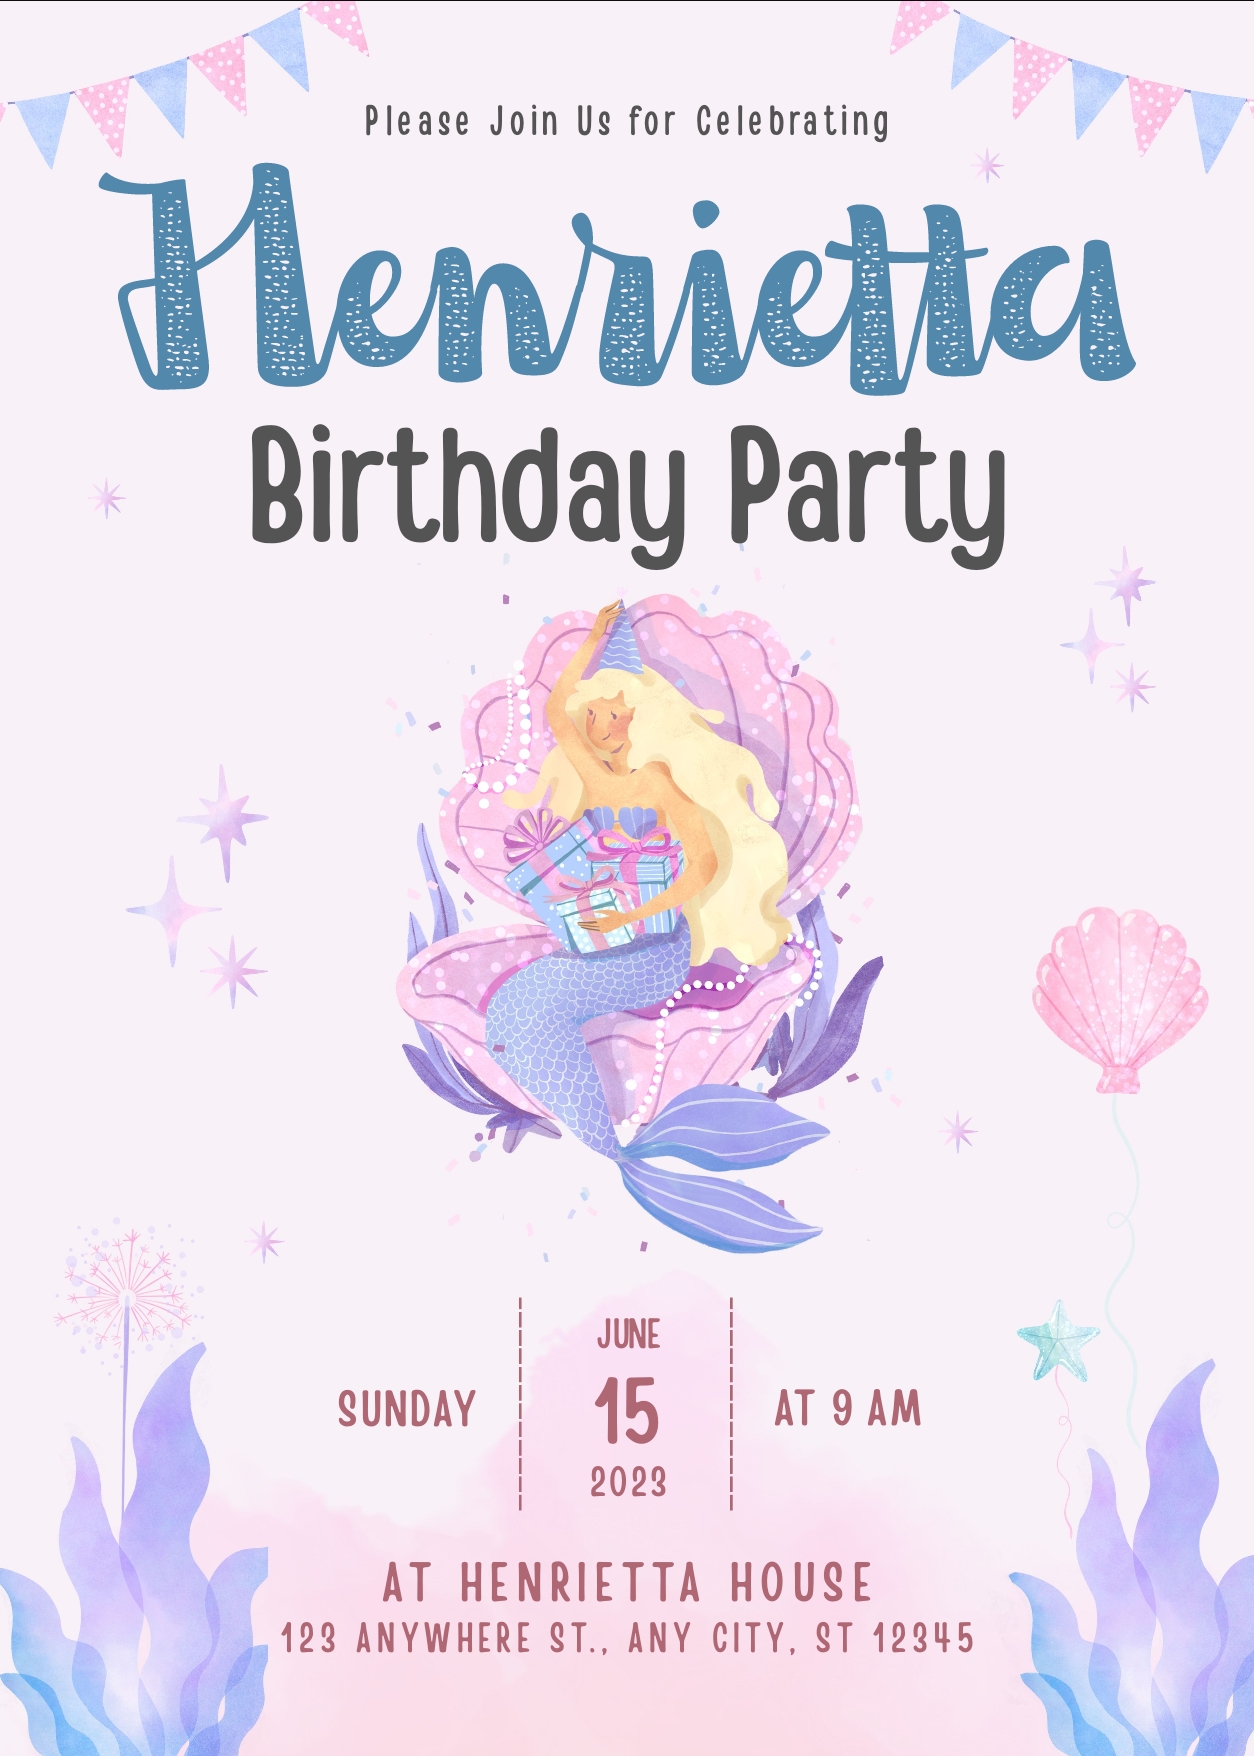 Please Join Us for Celebrating
Henrietta
Birthday Party
JUNE
SUNDAY 15 AT 9 AM
2023
AT HENRIETTA HOUSE
123 ANYWHERE ST., ANY CITY, ST 12345